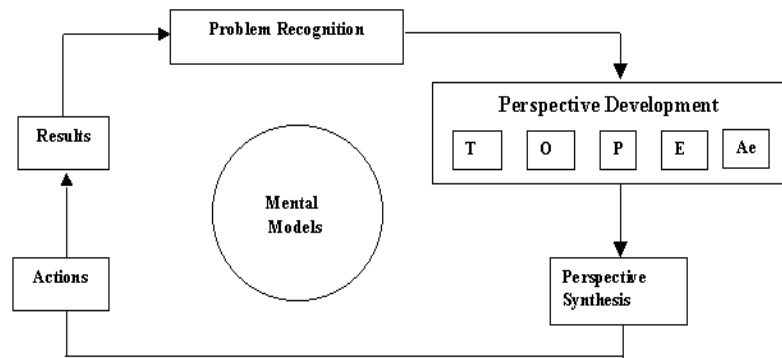 Problem Recognition
Perspective Development
T O P E Ae
Results
Mental
Models
Actions
Perspective
Synthesis